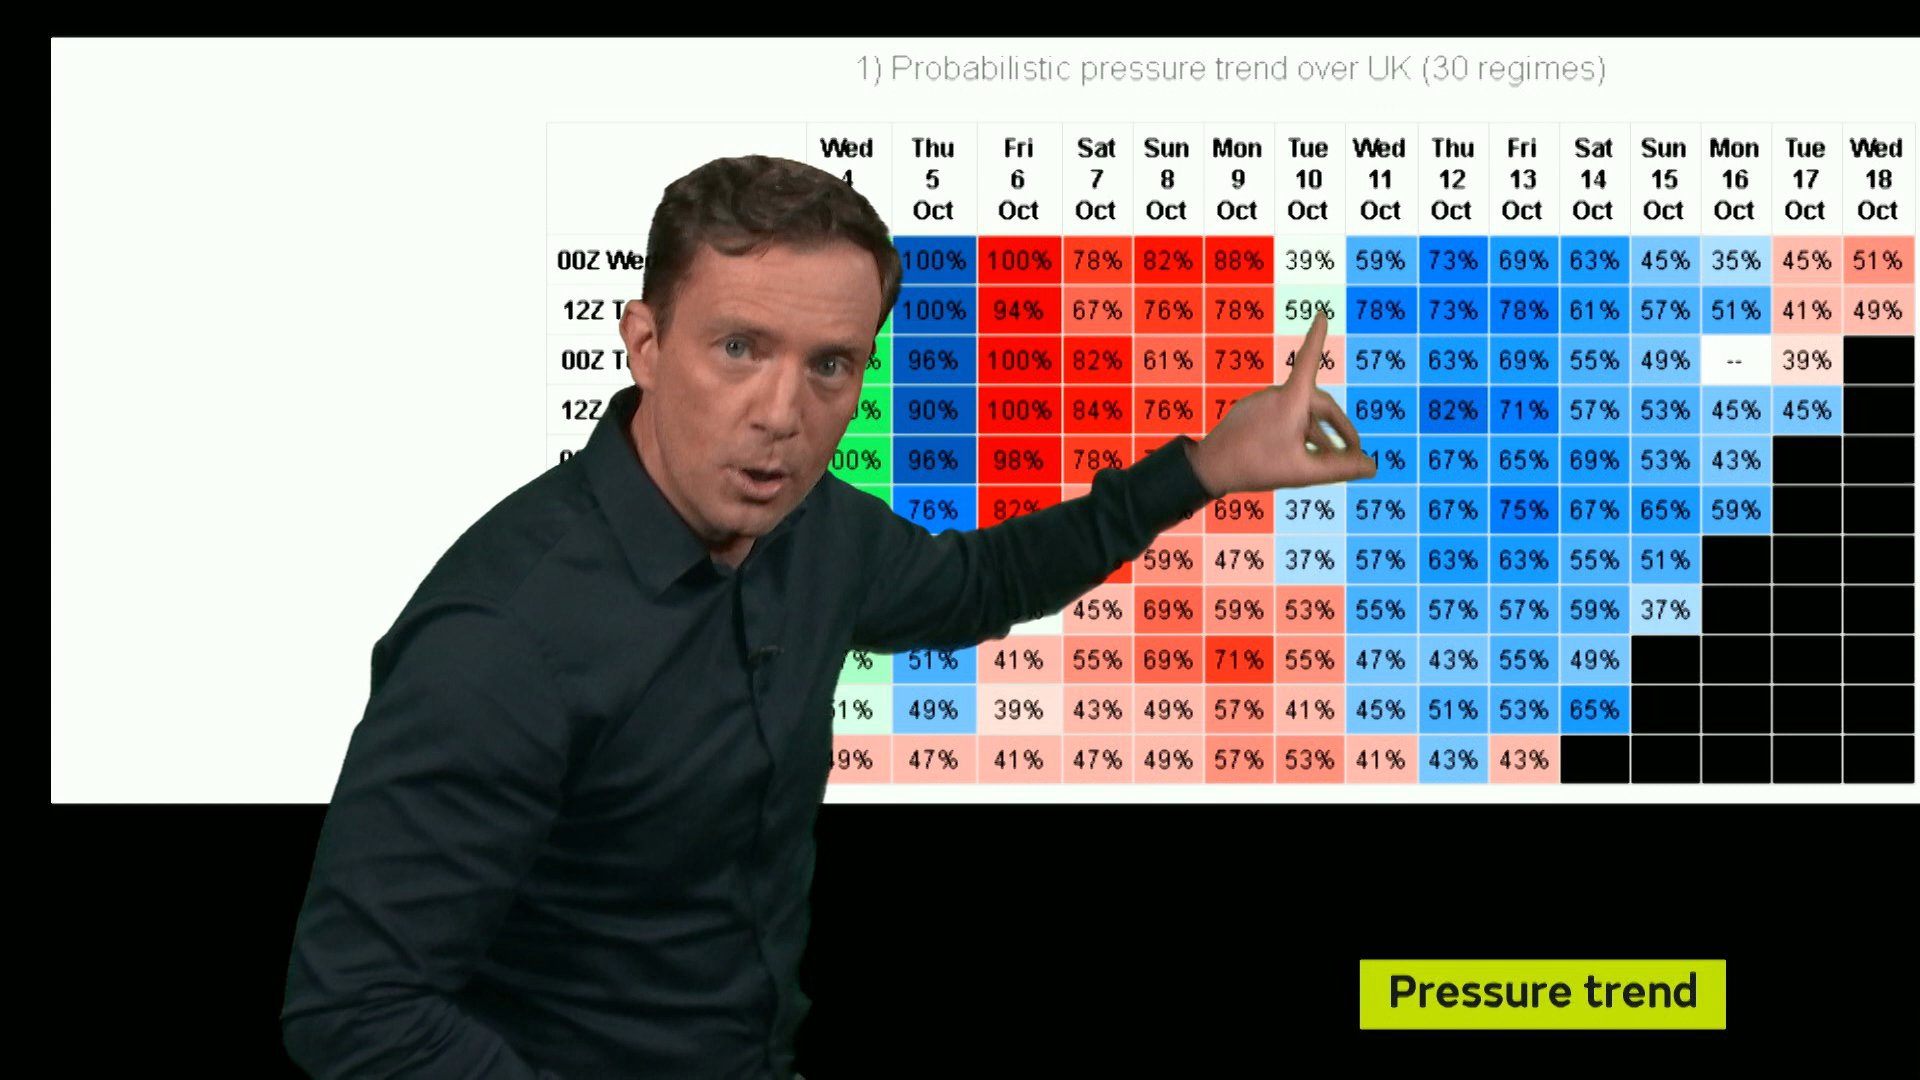 1) Probabilistic pressure trend over UK (30 regimes)
Wed Thu Fri Sat Sun Mon Tue Wed Thu Fri Sat Sun Mon Tue Wed
4 5 6 7 8 9 10 11 12 13 14 15 16 17 18
Oct Oct Oct Oct Oct Oct Oct Oct Oct Oct Oct Oct Oct Oct
00Z 100% 100% 78% 82% 88% 39% 59% 73% 69% 63% 45% 35% 45% 51%
12Z 100% 94% 67% 76% 78% 59% 78% 73% 78% 61% 57% 51% 41% 49%
00Z 96% 100% 82% 61% 73% 57% 63% 69% 55% 49% -- 39%
12Z 90% 100% 84% 76% 69% 82% 71% 57% 53% 45% 45%
96% 98% 78% 67% 65% 69% 53% 43%
76% 82% 69% 37% 57% 67% 75% 67% 65% 59%
59% 47% 37% 57% 63% 63% 55% 51%
45% 69% 59% 53% 55% 57% 57% 59% 37%
51% 41% 55% 69% 71% 55% 47% 43% 55% 49%
49% 39% 43% 49% 57% 41% 45% 51% 53% 65%
47% 41% 47% 49% 57% 53% 41% 43% 43%
Pressure trend